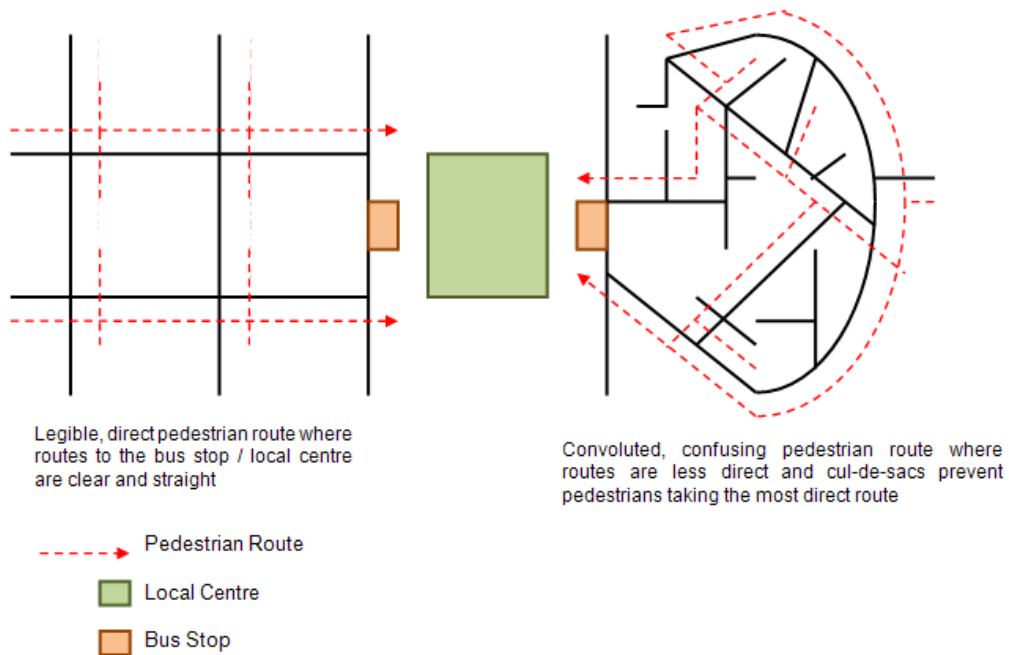 Legible, direct pedestrian route where
routes to the bus stop / local centre
are clear and straight
Convoluted, confusing pedestrian route where
routes are less direct and cul-de-sacs prevent
pedestrians taking the most direct route
Pedestrian Route
Local Centre
Bus Stop